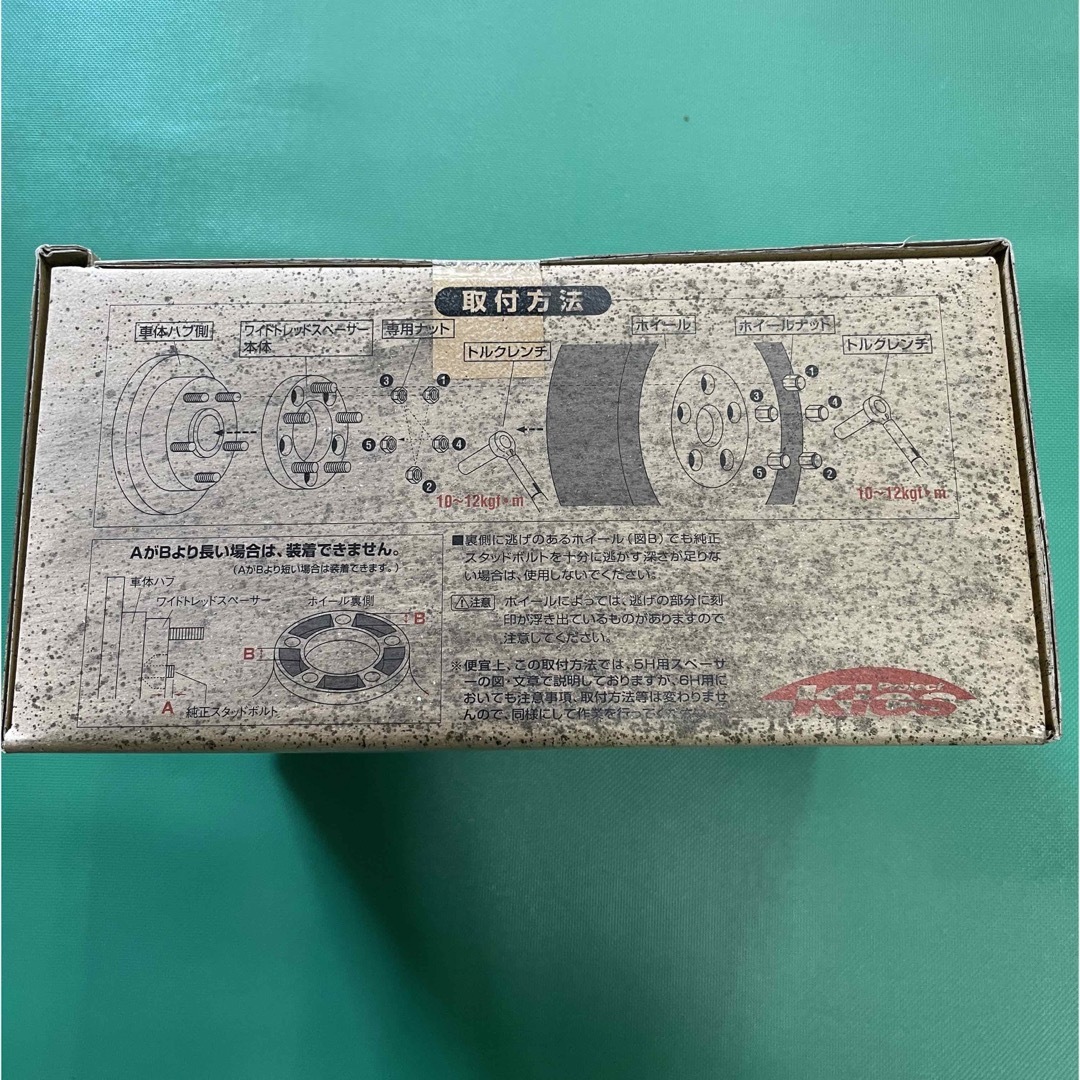 取付方法
車体ハブ側
ワイドトレッドスペーサー
本体
専用ナット
トルクレンチ
ホイール
ホイールナット
トルクレンチ
3
1
5
4
2
10~12kgf・m
1
3
4
5
2
10~12kgf・m
AがBより長い場合は、装着できません。
(AがBより短い場合は装着できます。)
車体ハブ
ワイドトレッドスペーサー
ホイール裏側
B
B
A
純正スタッドボルト
■裏側に逃げのあるホイール(図B)でも純正
スタッドボルトを十分に逃がす深さが足りな
い場合は、使用しないでください。
⚠注意 ホイールによっては、逃げの部分に刻
印が浮き出ているものがありますので
注意してください。
※便宜上、この取付方法では、5H用スペーサ
ーの図・文章で説明しておりますが、6H用に
おいても注意事項、取付方法等は変わりませ
んので、同様にして作業を行ってください。
Project
Kics